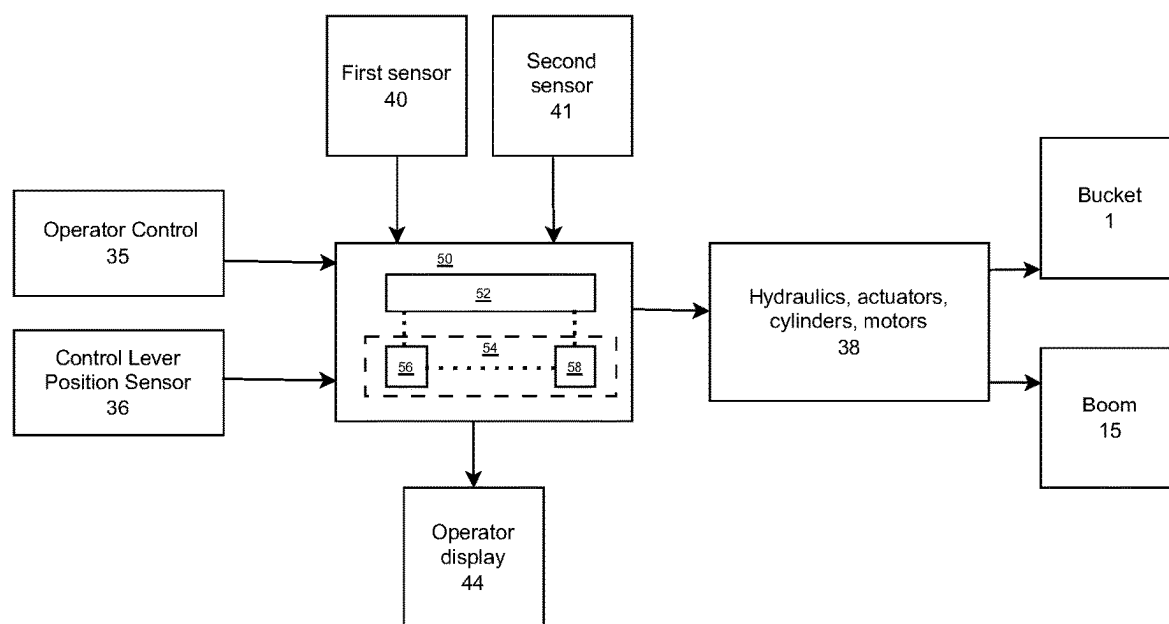 First sensor
40
Second
sensor
41
Operator Control
35
Control Lever
Position Sensor
36
50
52
54
56
58
Hydraulics, actuators,
cylinders, motors
38
Bucket
1
Boom
15
Operator
display
44